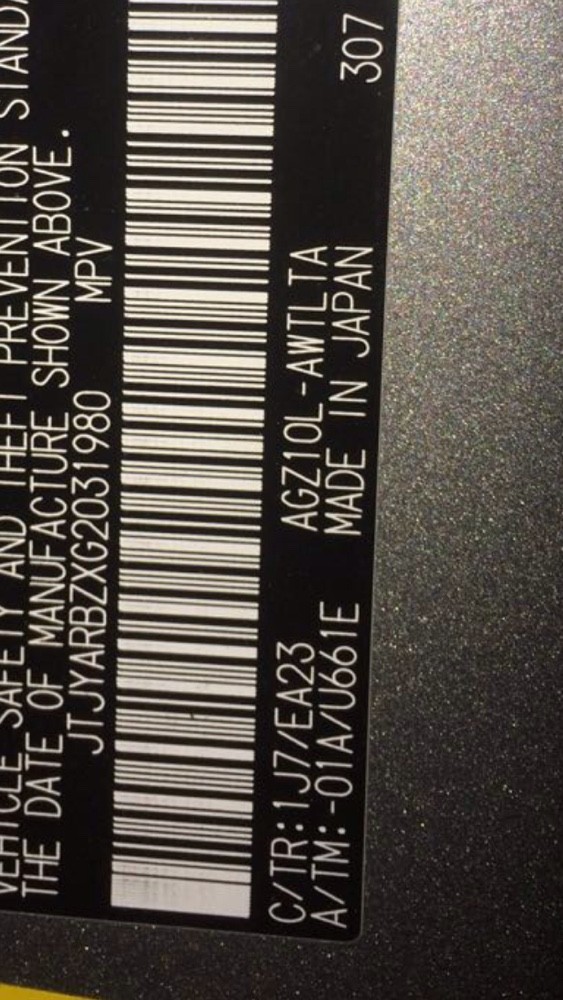 VEHICLE SAFETY AND THEFT PREVENTION
THE DATE OF MANUFACTURE SHOWN ABOVE.
JTJYARBZXG2031980 MPV
C/TR:1J7/EA23 AGZ10L-AWTLTA
A/TM:-01A/U661E MADE IN JAPAN 307